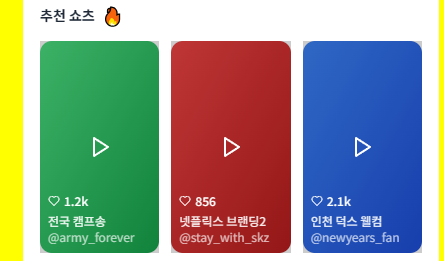 추천 쇼츠 🔥
1.2k
전국 캠프송
@army_forever
856
넷플릭스 브랜딩2
@stay_with_skz
2.1k
인천 덕스 웰컴
@newyears_fan